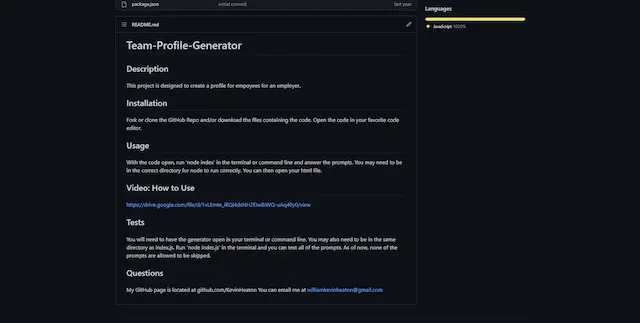 package.json initial commit last year
Languages
JavaScript 100.0%
README.md
Team-Profile-Generator
Description
This project is designed to create a profile for empoyees for an employer.
Installation
Fork or clone the GitHub Repo and/or download the files containing the code. Open the code in your favorite code
editor.
Usage
With the code open, run 'node index' in the terminal or command line and answer the prompts. You may need to be
in the correct directory for node to run correctly. You can then open your html file.
Video: How to Use
Tests
You will need to have the generator open in your terminal or command line. You may also need to be in the same
directory as index.js. Run 'node index.js' in the terminal and you can test all of the prompts. As of now, none of the
prompts are allowed to be skipped.
Questions
My GitHub page is located at github.com/KevinHeaton You can email me at williamkevinheaton@gmail.com